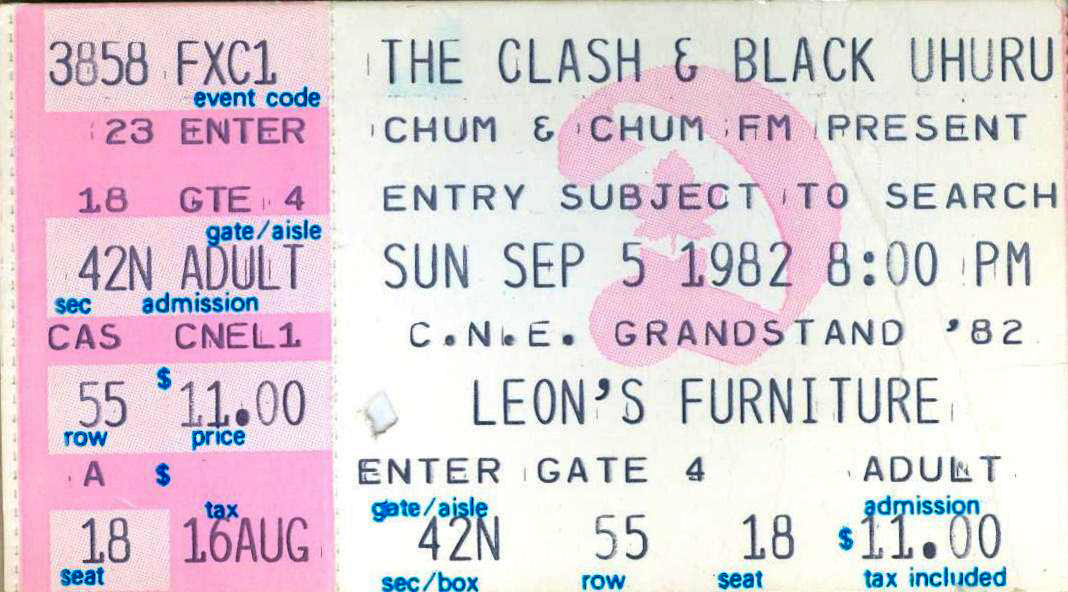 3858 FXC1
event code
23 ENTER
18 GTE 4
gate/aisle
42N ADULT
sec admission
CAS CNEL1
$
55 11.00
row price
A $
tax
18 16AUG
seat
THE CLASH & BLACK UHURU
CHUM & CHUM FM PRESENT
ENTRY SUBJECT TO SEARCH
SUN SEP 5 1982 8:00 PM
C.N.E. GRANDSTAND '82
LEON'S FURNITURE
ENTER GATE 4 ADULT
gate/aisle admission
42N 55 18 $11.00
sec/box row seat tax included